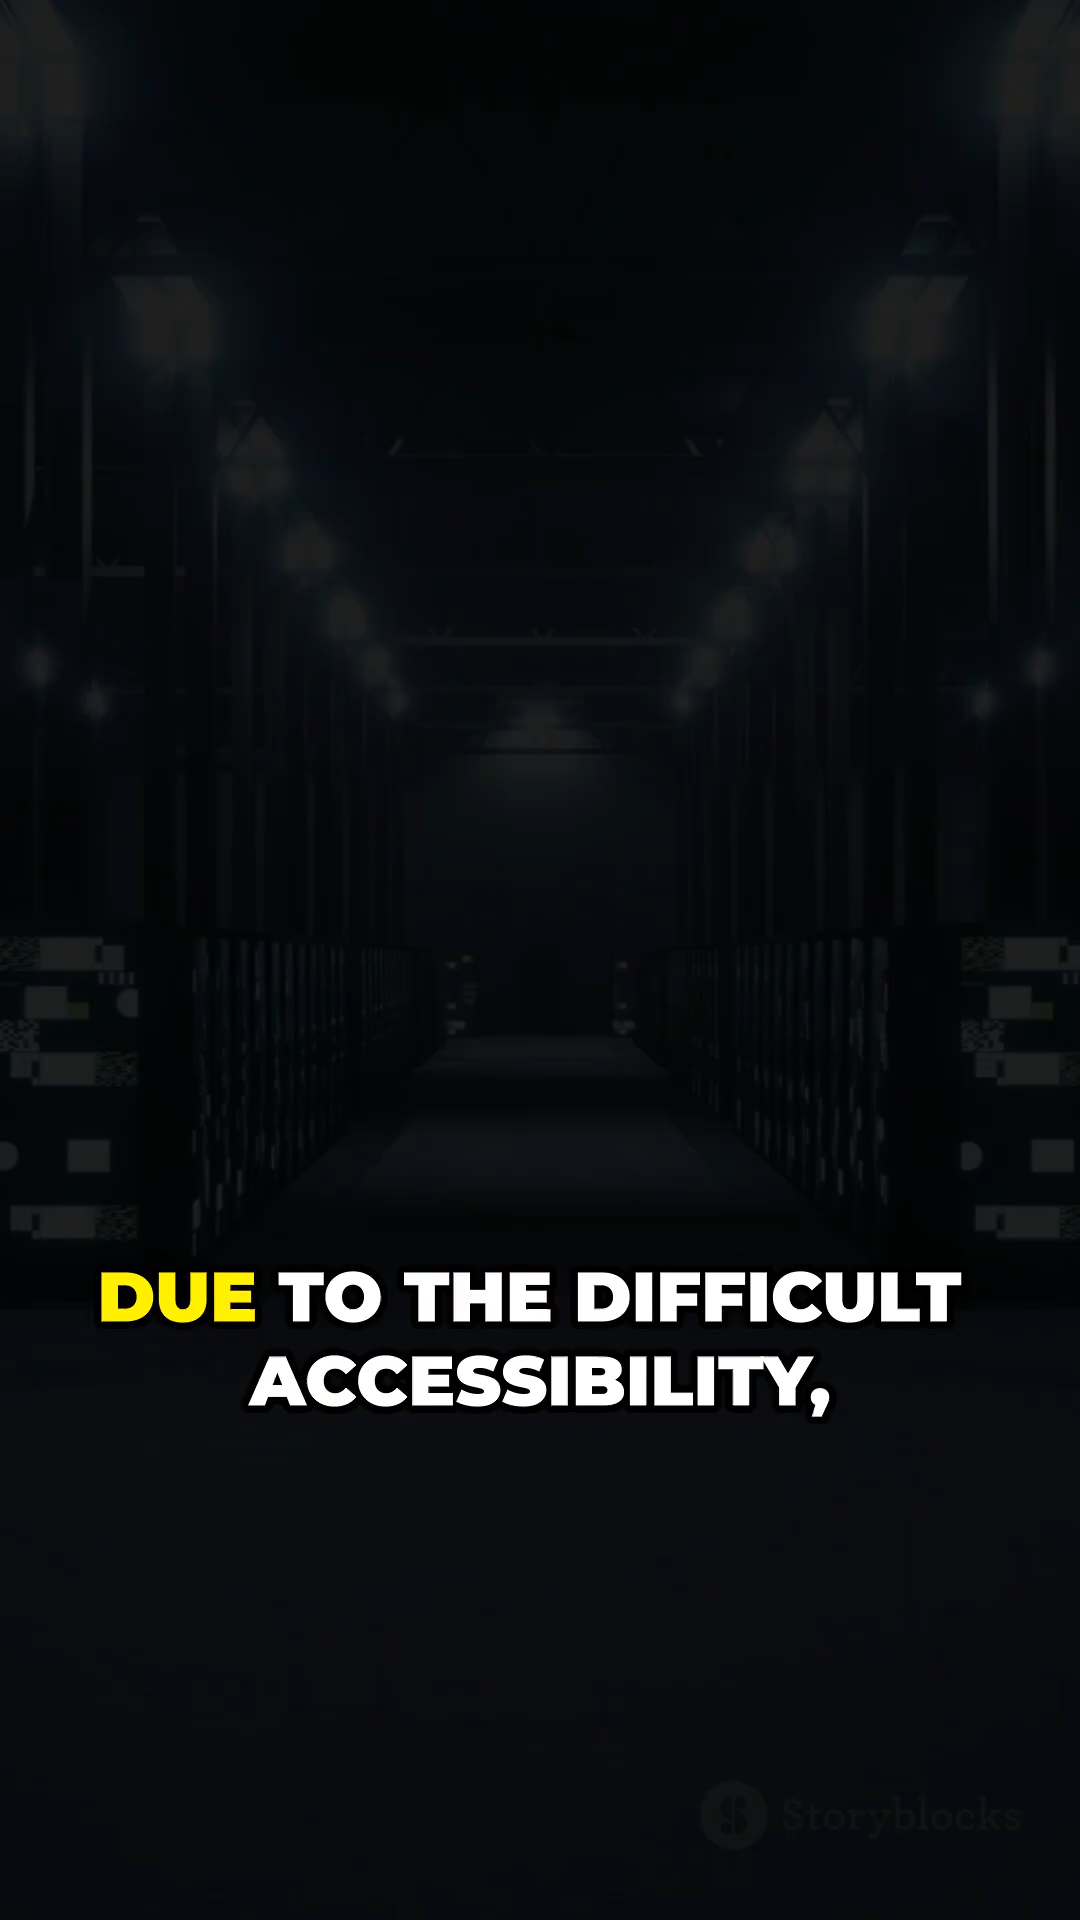 DUE TO THE DIFFICULT
ACCESSIBILITY,
Storyblocks